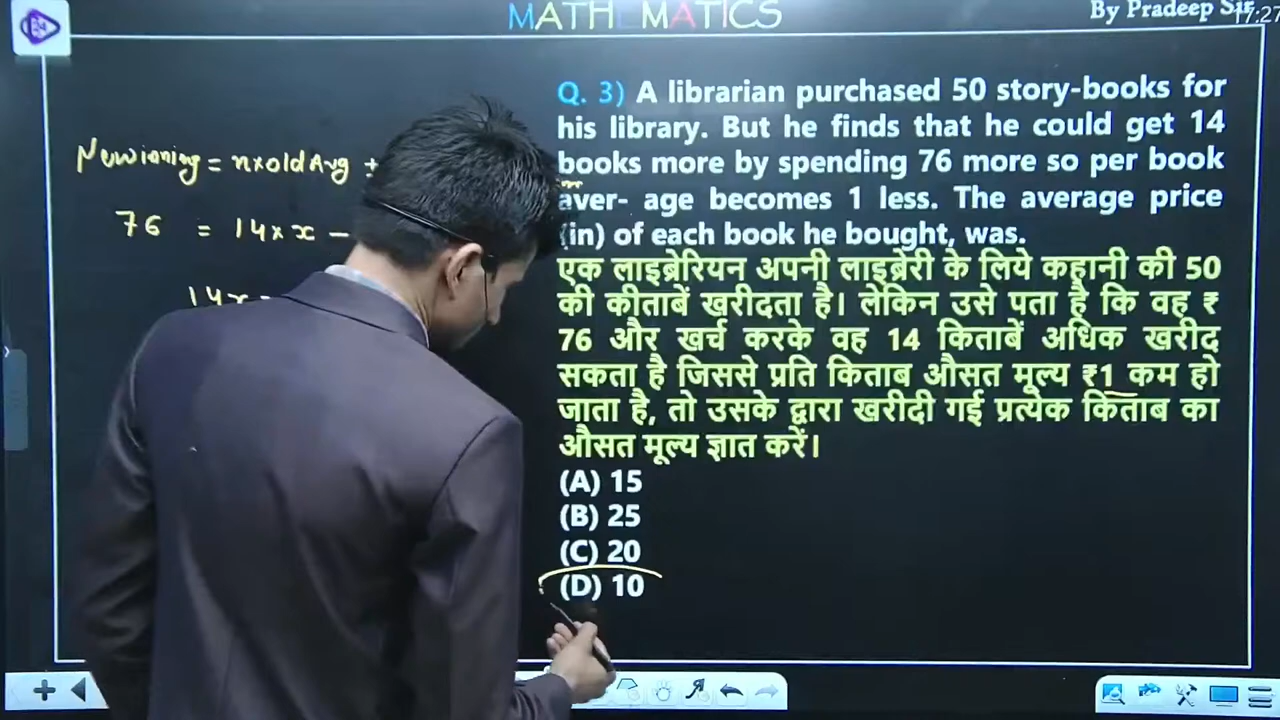 MATHEMATICS
By Pradeep Sir
17:27
New inning = n×old Avg ±
76 = 14×x −
14x
Q. 3) A librarian purchased 50 story-books for
his library. But he finds that he could get 14
books more by spending 76 more so per book
aver- age becomes 1 less. The average price
(in) of each book he bought, was.
एक लाइब्रेरियन अपनी लाइब्रेरी के लिये कहानी की 50
की कीताबें खरीदता है। लेकिन उसे पता है कि वह ₹
76 और खर्च करके वह 14 किताबें अधिक खरीद
सकता है जिससे प्रति किताब औसत मूल्य ₹1 कम हो
जाता है, तो उसके द्वारा खरीदी गई प्रत्येक किताब का
औसत मूल्य ज्ञात करें।
(A) 15
(B) 25
(C) 20
(D) 10